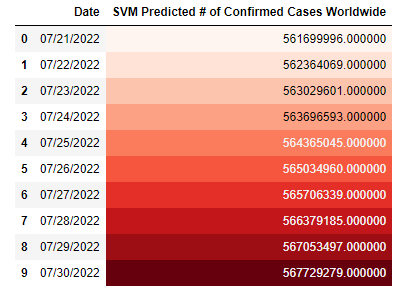 Date SVM Predicted # of Confirmed Cases Worldwide
0 07/21/2022 561699996.000000
1 07/22/2022 562364069.000000
2 07/23/2022 563029601.000000
3 07/24/2022 563696593.000000
4 07/25/2022 564365045.000000
5 07/26/2022 565034960.000000
6 07/27/2022 565706339.000000
7 07/28/2022 566379185.000000
8 07/29/2022 567053497.000000
9 07/30/2022 567729279.000000